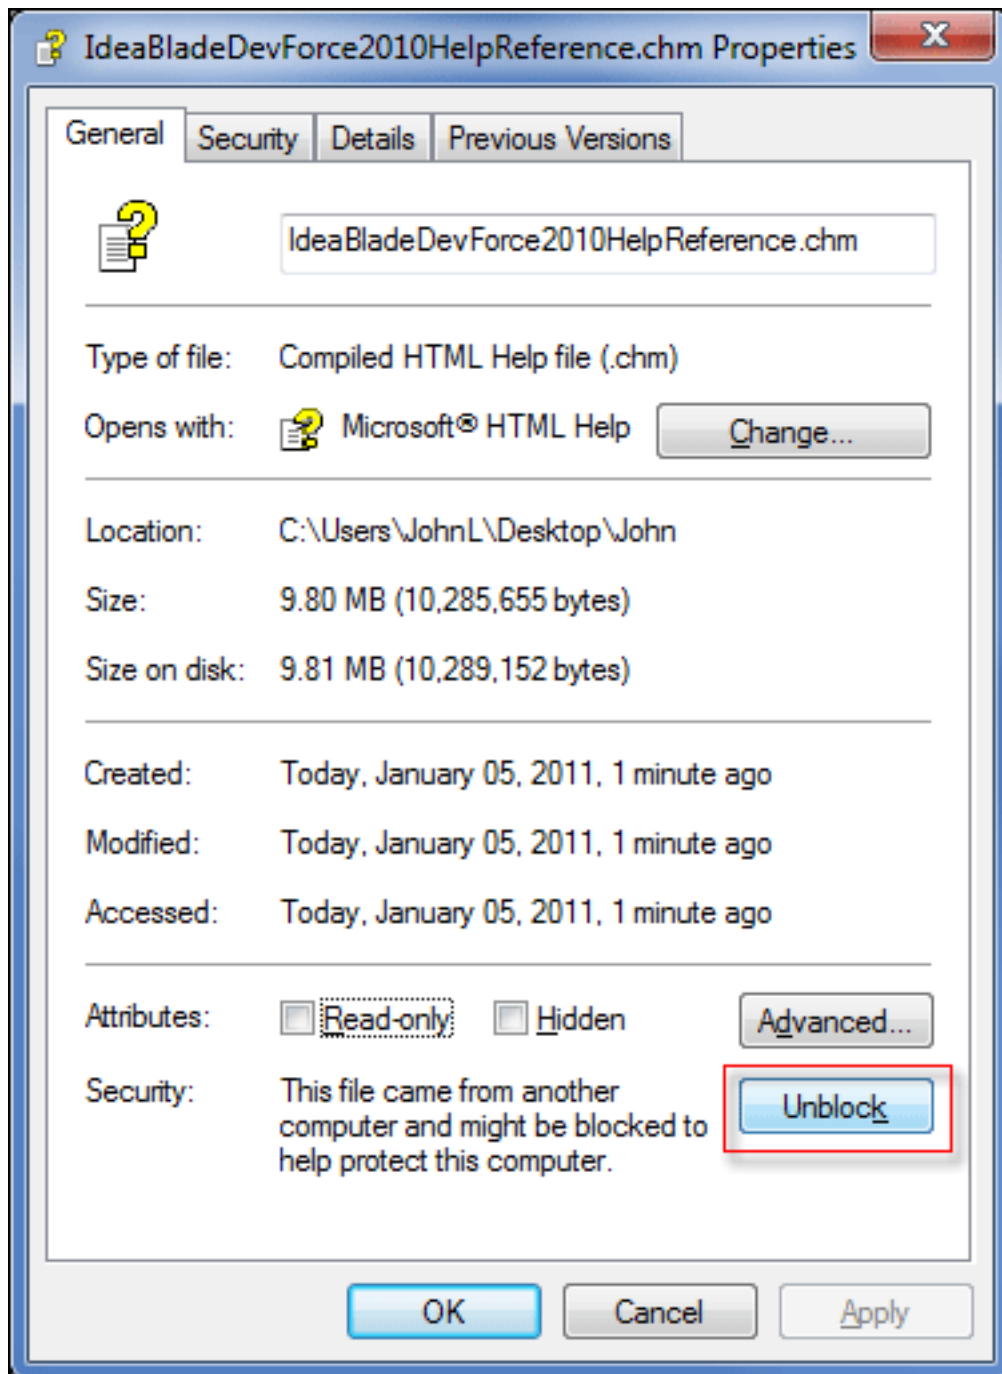 IdeaBladeDevForce2010HelpReference.chm Properties
General Security Details Previous Versions
IdeaBladeDevForce2010HelpReference.chm
Type of file: Compiled HTML Help file (.chm)
Opens with: Microsoft® HTML Help Change...
Location: C:\Users\JohnL\Desktop\John
Size: 9.80 MB (10,285,655 bytes)
Size on disk: 9.81 MB (10,289,152 bytes)
Created: Today, January 05, 2011, 1 minute ago
Modified: Today, January 05, 2011, 1 minute ago
Accessed: Today, January 05, 2011, 1 minute ago
Attributes: Read-only Hidden Advanced...
Security: This file came from another
computer and might be blocked to
help protect this computer.
Unblock
OK Cancel Apply